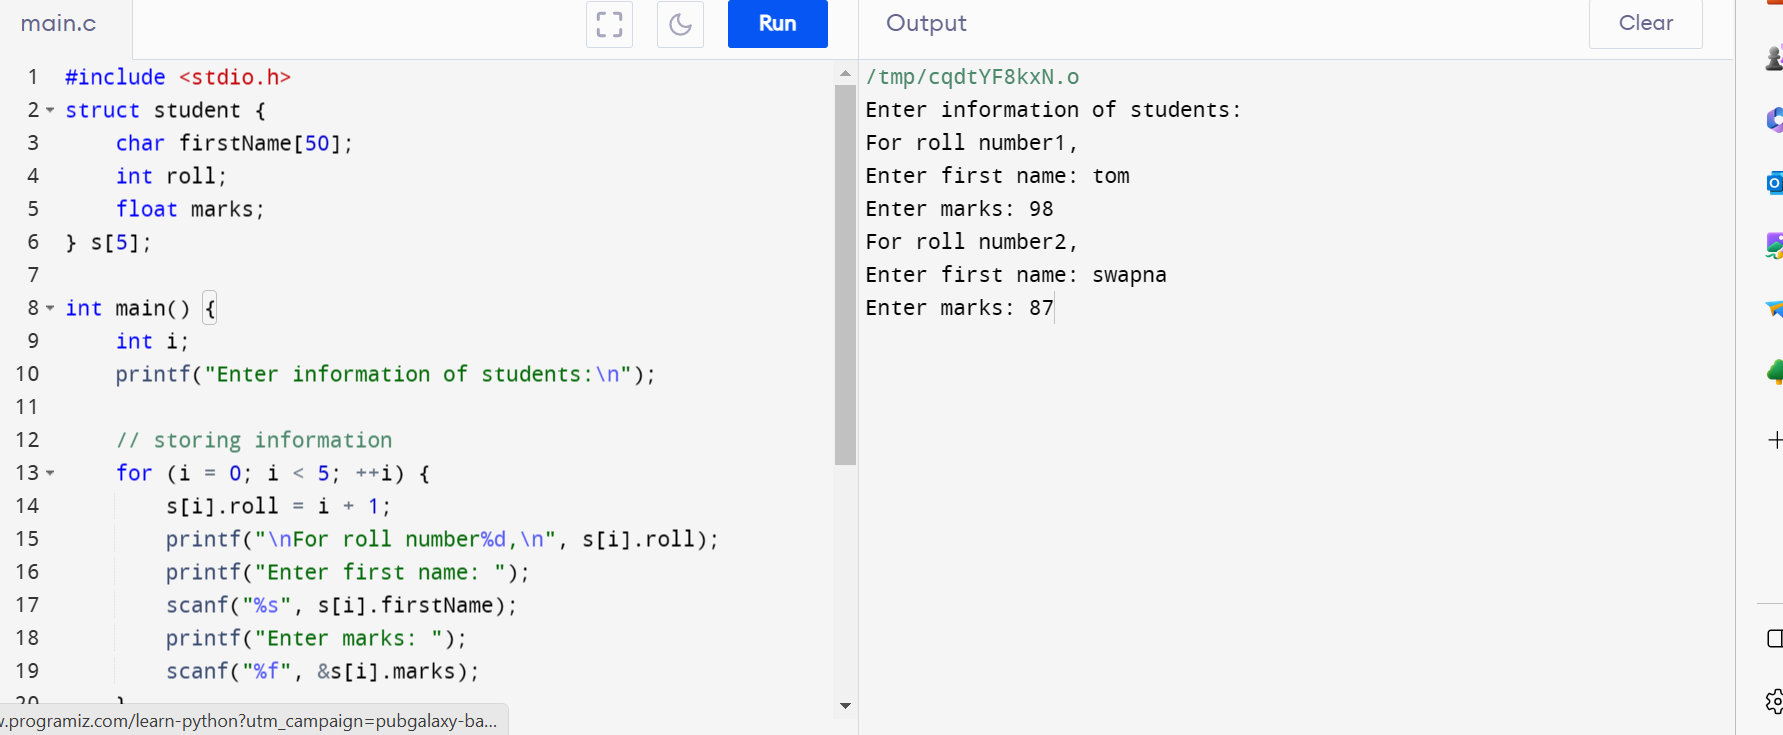 main.c
Run
Output
Clear
1 #include <stdio.h>
2 struct student {
3 char firstName[50];
4 int roll;
5 float marks;
6 } s[5];
7
8 int main() {
9 int i;
10 printf("Enter information of students:\n");
11
12 // storing information
13 for (i = 0; i < 5; ++i) {
14 s[i].roll = i + 1;
15 printf("\nFor roll number%d,\n", s[i].roll);
16 printf("Enter first name: ");
17 scanf("%s", s[i].firstName);
18 printf("Enter marks: ");
19 scanf("%f", &s[i].marks);
20 }
.programiz.com/learn-python?utm_campaign=pubgalaxy-ba...
/tmp/cqdtYF8kxN.o
Enter information of students:
For roll number1,
Enter first name: tom
Enter marks: 98
For roll number2,
Enter first name: swapna
Enter marks: 87